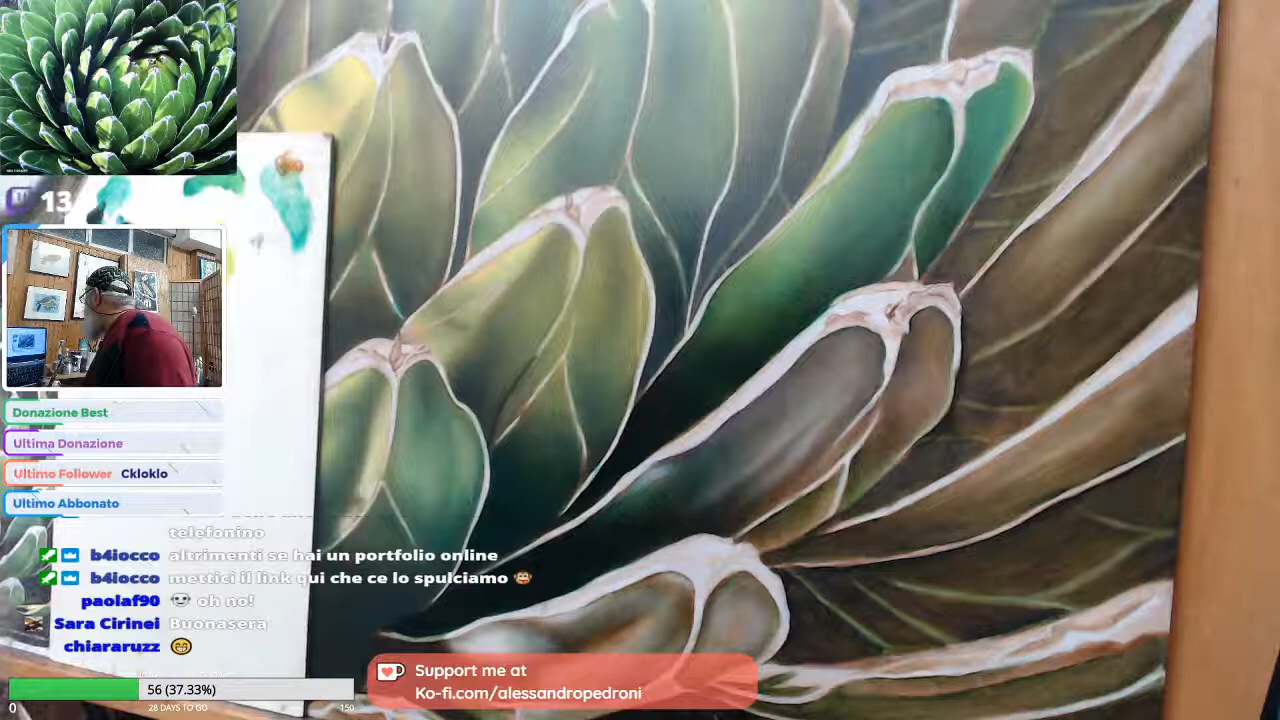 13
Donazione Best
Ultima Donazione
Ultimo Follower Ckloklo
Ultimo Abbonato
telefonino
b4iocco altrimenti se hai un portfolio online
b4iocco mettici il link qui che ce lo spulciamo
paolaf90 oh no!
Sara Cirinei Buonasera
chiararuzz
56 (37.33%)
0 28 DAYS TO GO 150
Support me at
Ko-fi.com/alessandropedroni